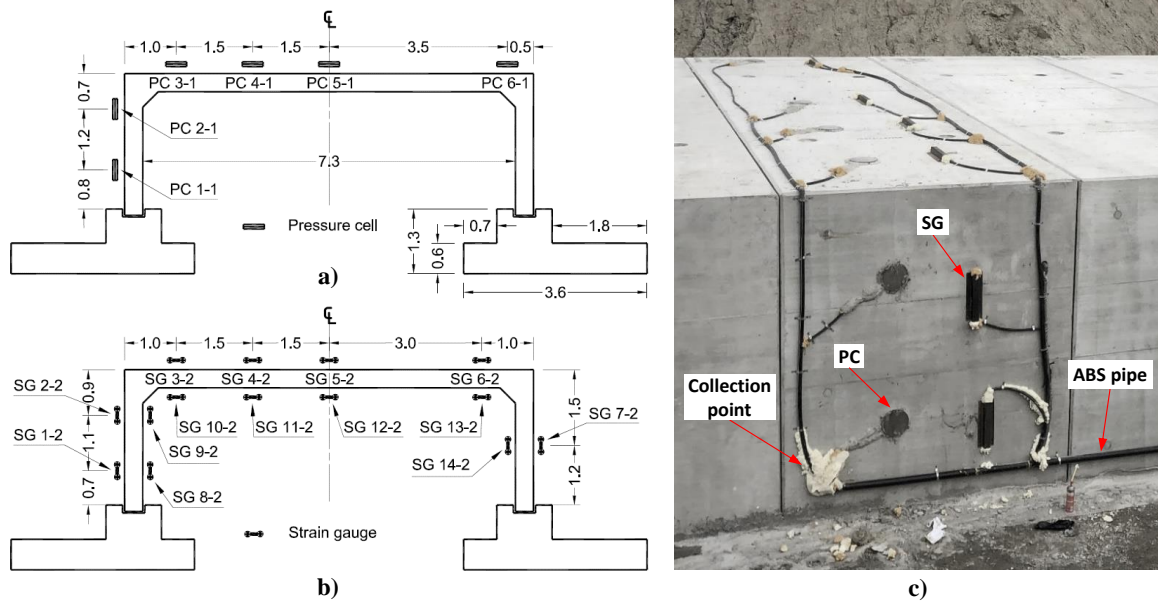 ℄
1.0 1.5 1.5 3.5 0.5
PC 3-1 PC 4-1 PC 5-1 PC 6-1
0.7
PC 2-1
1.2
7.3
PC 1-1
0.8
Pressure cell
1.3 0.7 1.8
0.6
3.6
a)
℄
1.0 1.5 1.5 3.0 1.0
SG 3-2 SG 4-2 SG 5-2 SG 6-2
SG 2-2 0.9
SG 10-2 SG 11-2 SG 12-2 SG 13-2
1.5 SG 7-2
SG 1-2 1.1
SG 9-2
SG 14-2
0.7 SG 8-2 1.2
Strain gauge
b)
SG
PC
Collection
point
ABS pipe
c)